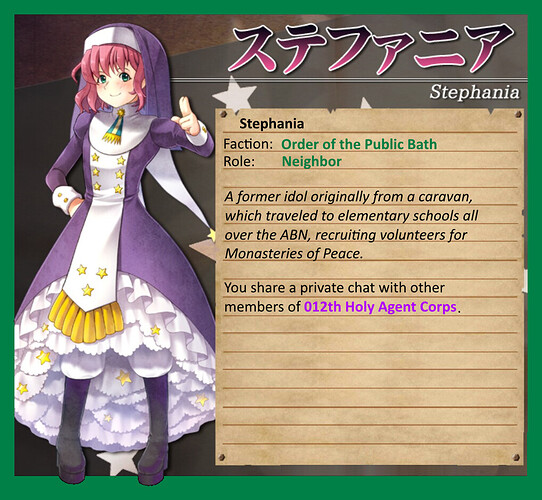 ステファニア
Stephania
Stephania
Faction: Order of the Public Bath
Role: Neighbor
A former idol originally from a caravan,
which traveled to elementary schools all
over the ABN, recruiting volunteers for
Monasteries of Peace.
You share a private chat with other
members of 012th Holy Agent Corps.